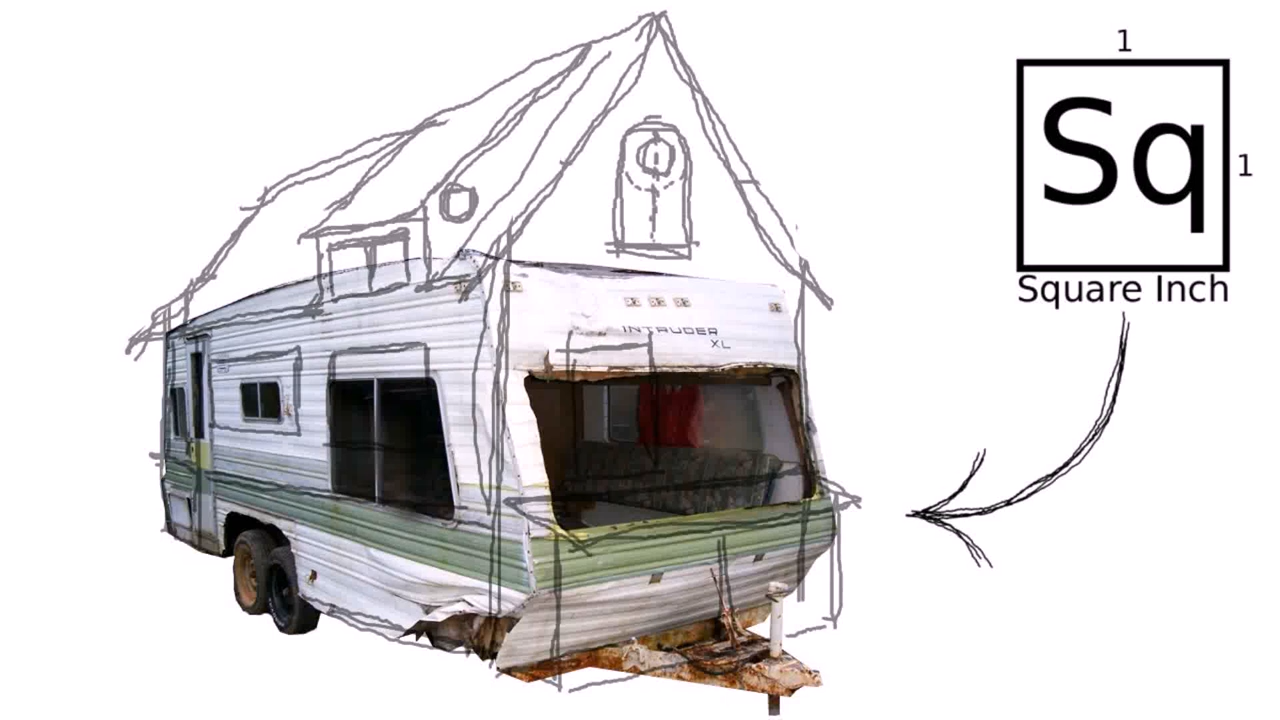 1
Sq
1
Square Inch
INTRUDER
XL